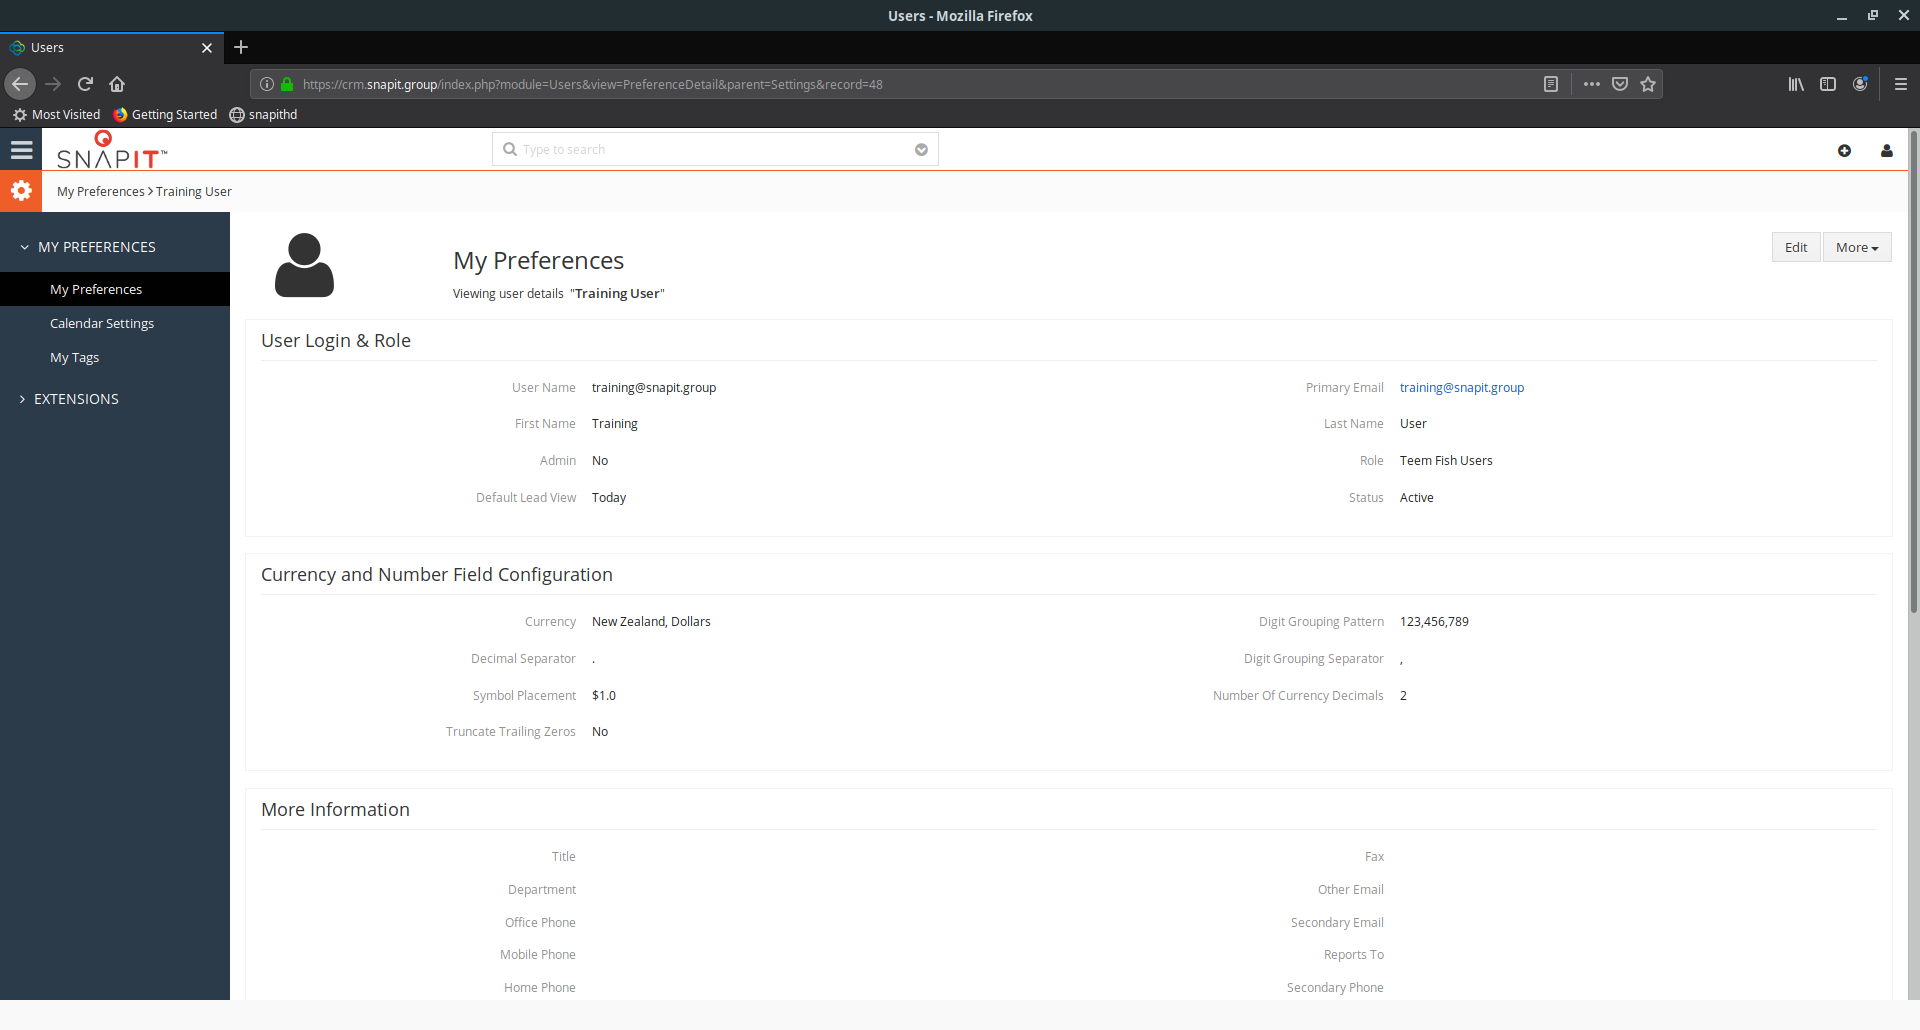 Users - Mozilla Firefox
Users
https://crm.snapit.group/index.php?module=Users&view=PreferenceDetail&parent=Settings&record=48
Most Visited Getting Started snapithd
SNAPIT™ Type to search
My Preferences > Training User
MY PREFERENCES
My Preferences
Calendar Settings
My Tags
EXTENSIONS
My Preferences
Edit More
Viewing user details "Training User"
User Login & Role
User Name training@snapit.group Primary Email training@snapit.group
First Name Training Last Name User
Admin No Role Teem Fish Users
Default Lead View Today Status Active
Currency and Number Field Configuration
Currency New Zealand, Dollars Digit Grouping Pattern 123,456,789
Decimal Separator . Digit Grouping Separator ,
Symbol Placement $1.0 Number Of Currency Decimals 2
Truncate Trailing Zeros No
More Information
Title Fax
Department Other Email
Office Phone Secondary Email
Mobile Phone Reports To
Home Phone Secondary Phone